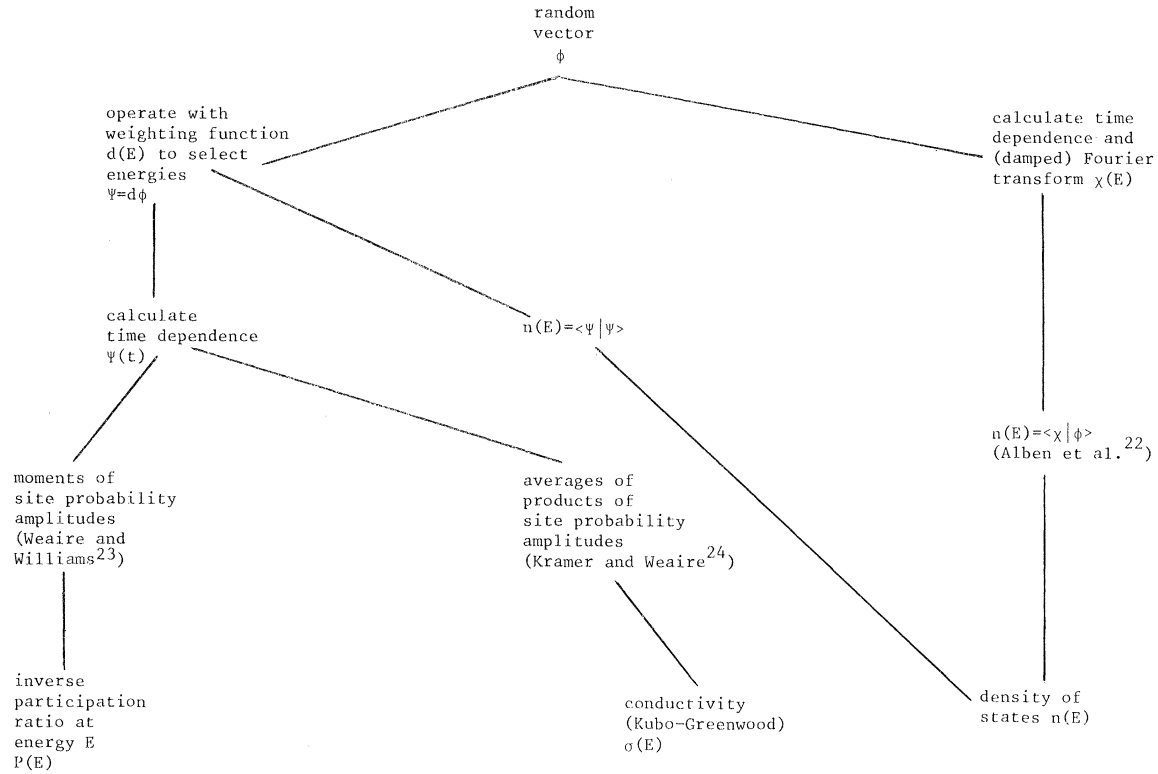 random
vector
ϕ
operate with
weighting function
d(E) to select
energies
Ψ=dϕ
calculate time
dependence and
(damped) Fourier
transform χ(E)
calculate
time dependence
Ψ(t)
n(E)=<Ψ|Ψ>
n(E)=<χ|ϕ>
(Alben et al.22)
moments of
site probability
amplitudes
(Weaire and
Williams23)
averages of
products of
site probability
amplitudes
(Kramer and Weaire24)
inverse
participation
ratio at
energy E
P(E)
conductivity
(Kubo-Greenwood)
σ(E)
density of
states n(E)